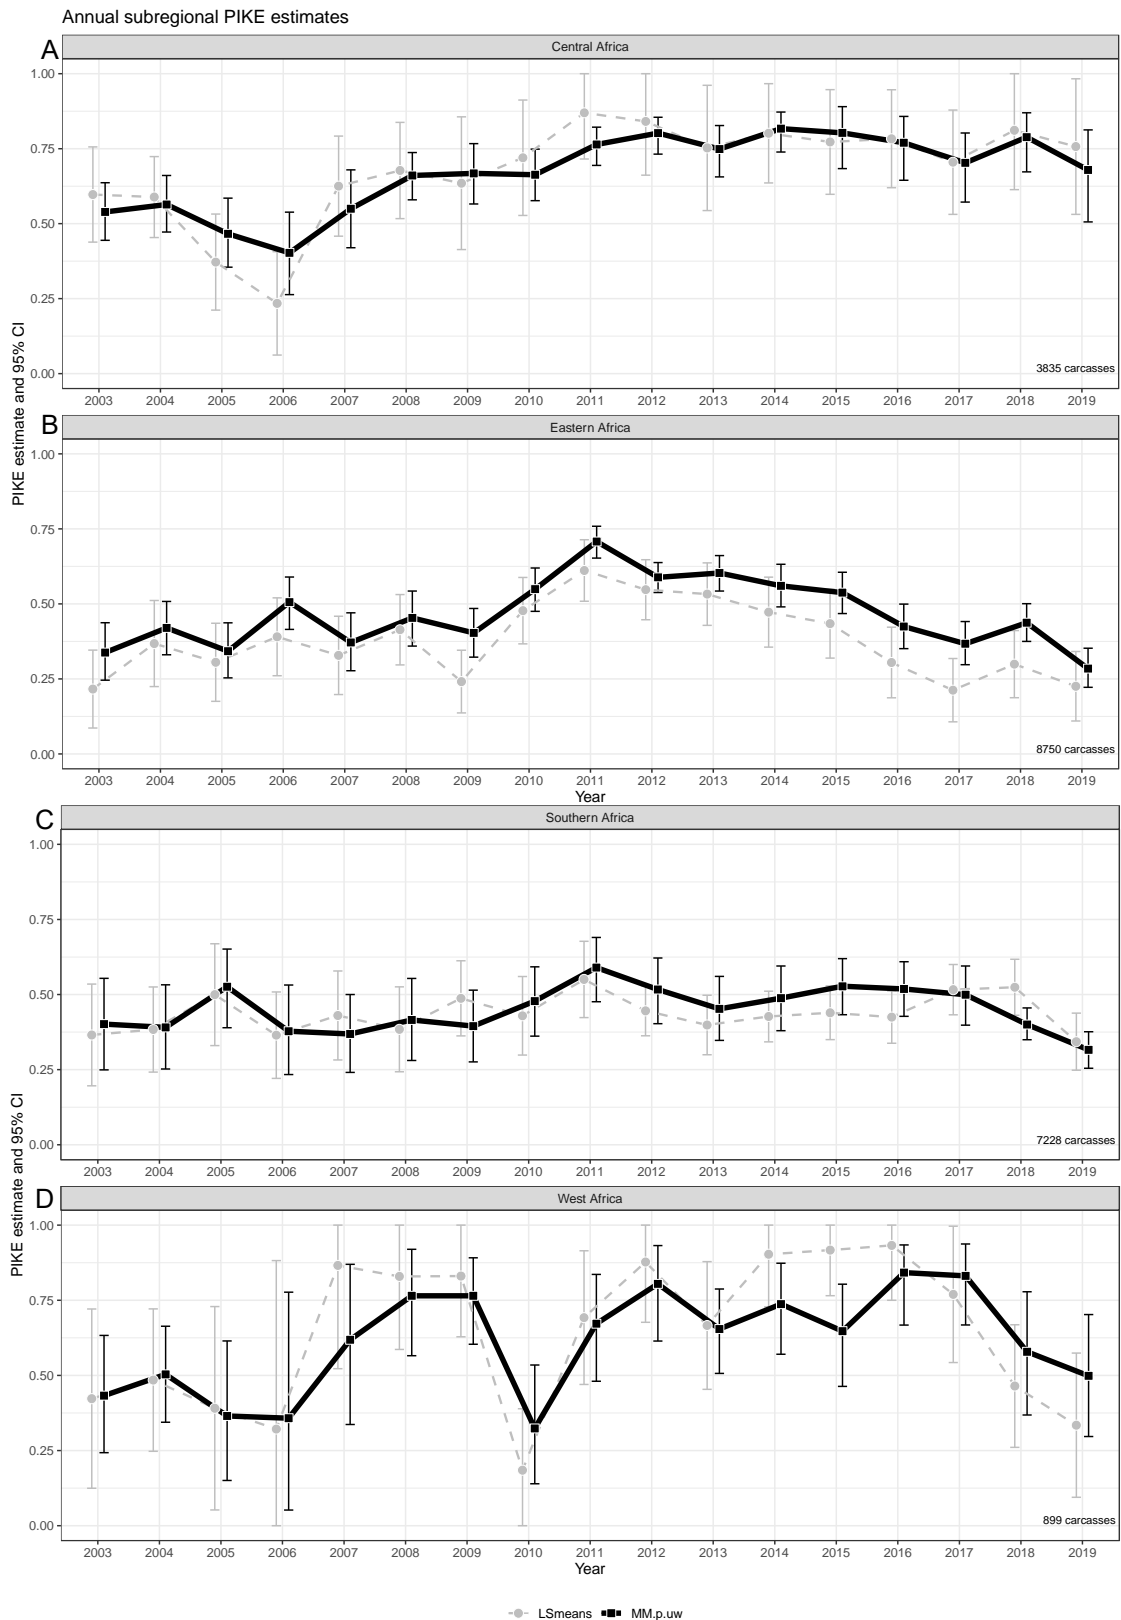 Annual subregional PIKE estimates
A
Central Africa
1.00
0.75
0.50
0.25
0.00
3835 carcasses
2003 2004 2005 2006 2007 2008 2009 2010 2011 2012 2013 2014 2015 2016 2017 2018 2019
PIKE estimate and 95% CI
B
Eastern Africa
1.00
0.75
0.50
0.25
0.00
8750 carcasses
2003 2004 2005 2006 2007 2008 2009 2010 2011 2012 2013 2014 2015 2016 2017 2018 2019
Year
C
Southern Africa
1.00
0.75
0.50
0.25
0.00
7228 carcasses
2003 2004 2005 2006 2007 2008 2009 2010 2011 2012 2013 2014 2015 2016 2017 2018 2019
PIKE estimate and 95% CI
D
West Africa
1.00
0.75
0.50
0.25
0.00
899 carcasses
2003 2004 2005 2006 2007 2008 2009 2010 2011 2012 2013 2014 2015 2016 2017 2018 2019
Year
LSmeans MM.p.uw